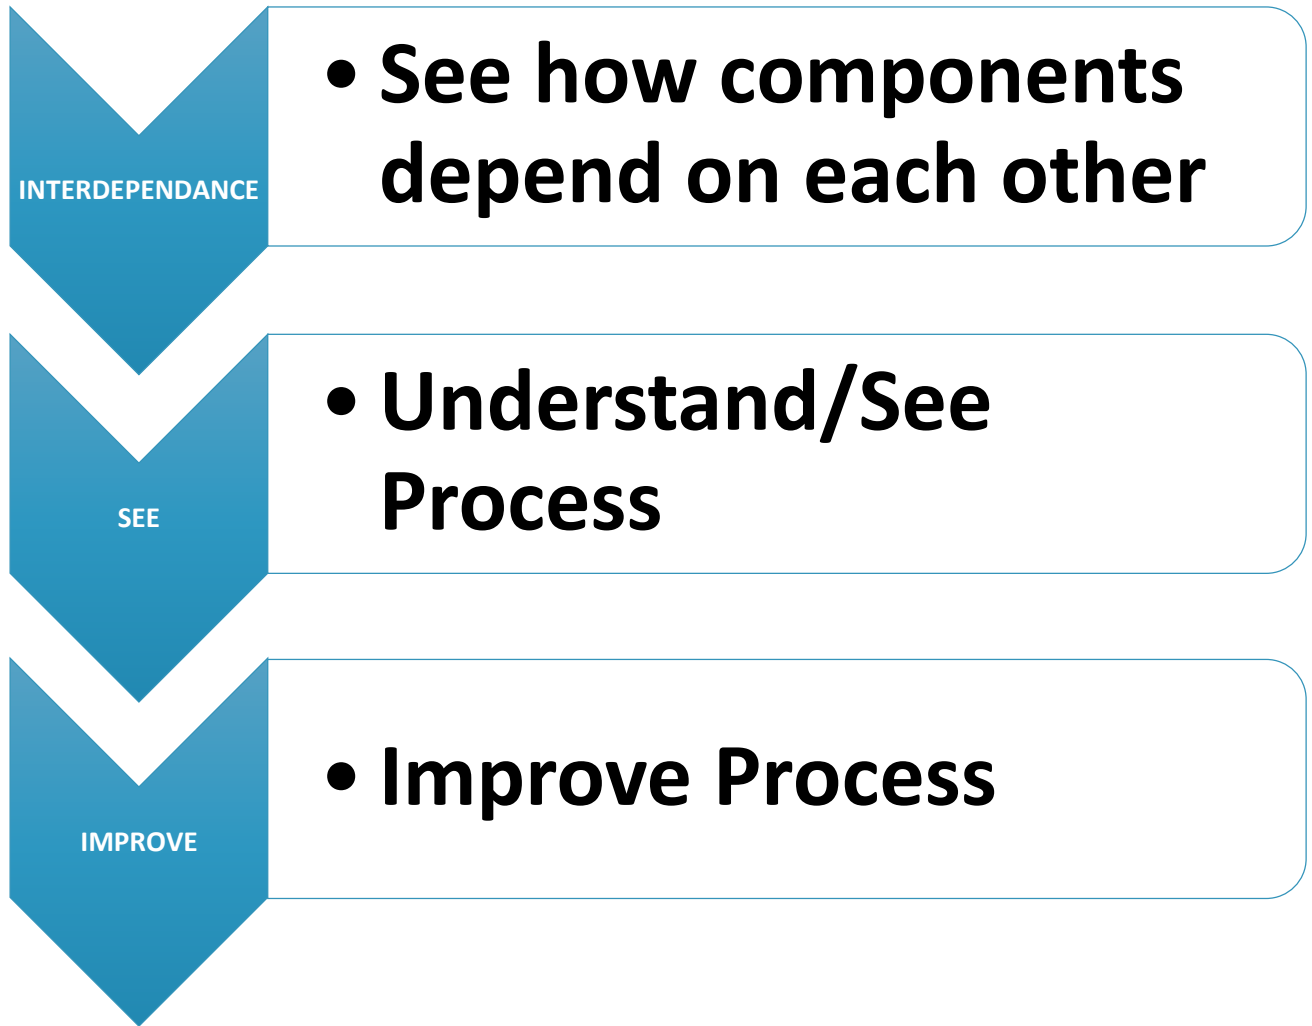 INTERDEPENDANCE
• See how components
depend on each other
SEE
• Understand/See
Process
IMPROVE
• Improve Process